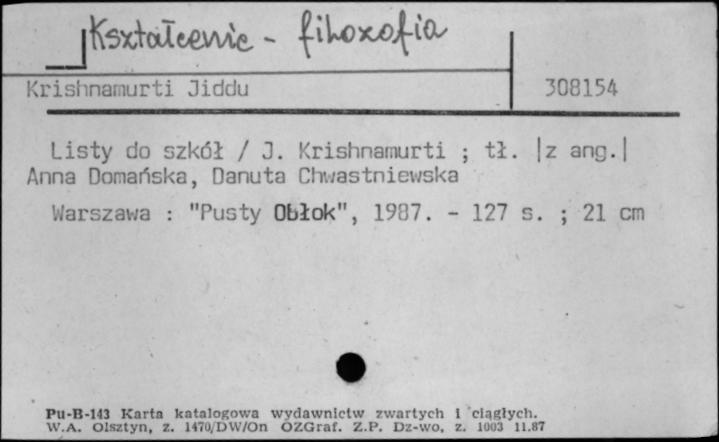 Kształcenie - filozofia
Krishnamurti Jiddu 308154
Listy do szkół / J. Krishnamurti ; tł. |z ang.|
Anna Domańska, Danuta Chwastniewska
Warszawa : "Pusty Obłok", 1987. - 127 s. ; 21 cm
Pu-B-143 Karta katalogowa wydawnictw zwartych i ciągłych.
W.A. Olsztyn, z. 1470/DW/On OZGraf. Z.P. Dz-wo, z. 1003 11.87